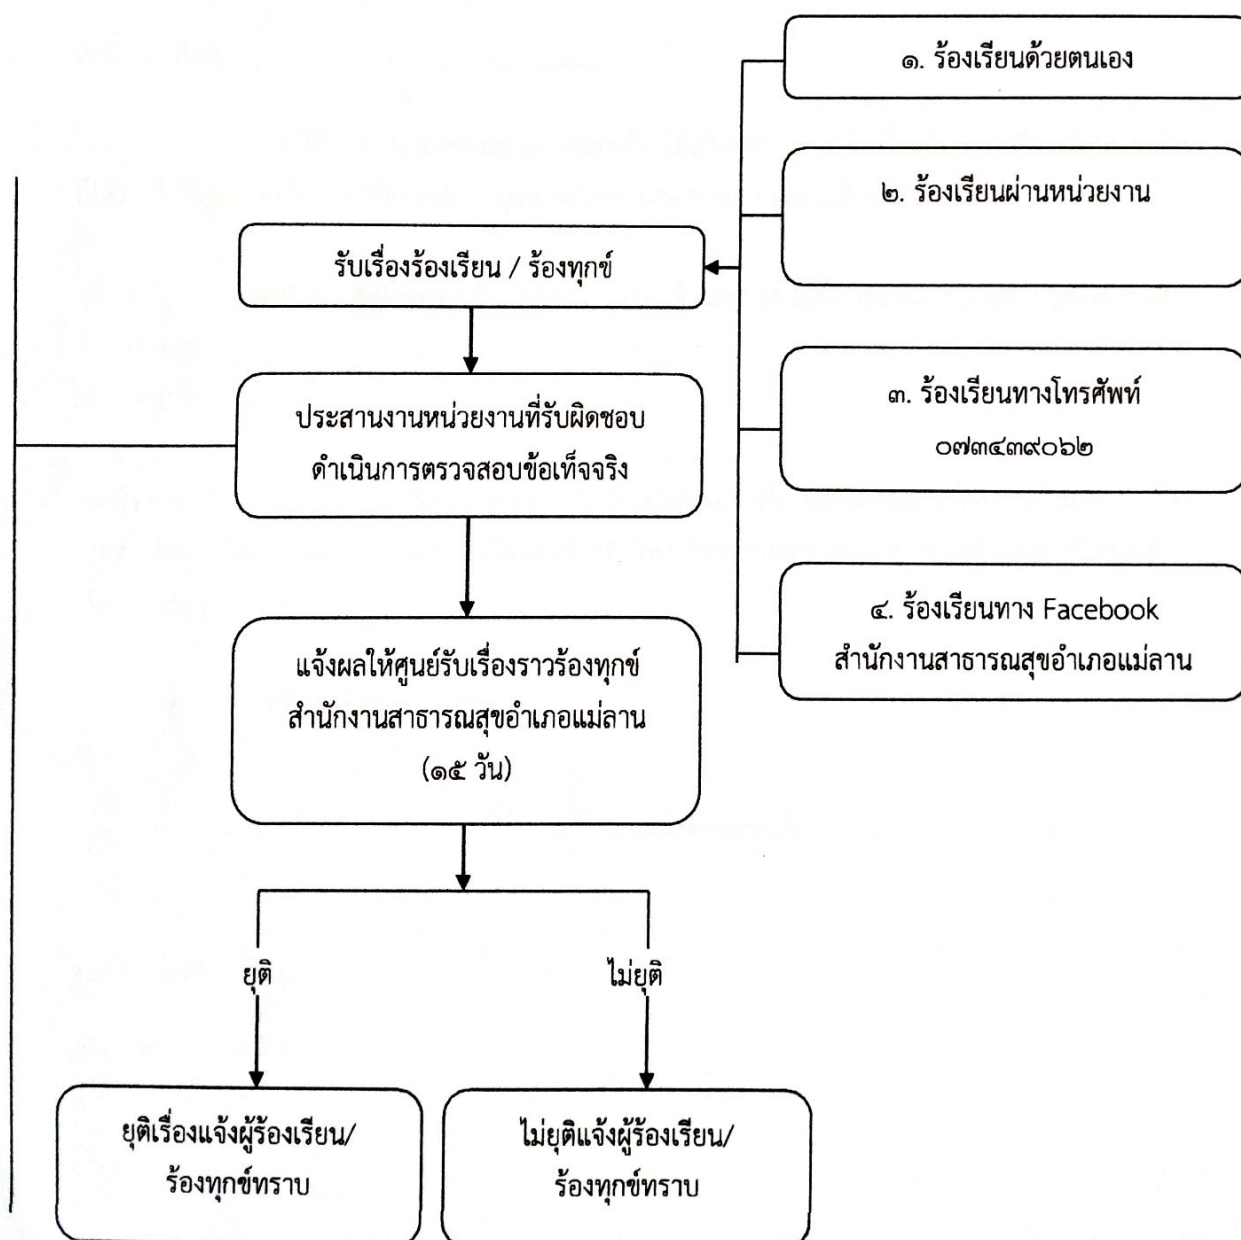 ๑. ร้องเรียนด้วยตนเอง
๒. ร้องเรียนผ่านหน่วยงาน
รับเรื่องร้องเรียน / ร้องทุกข์
๓. ร้องเรียนทางโทรศัพท์
๐๗๓๔๓๙๐๖๒
ประสานงานหน่วยงานที่รับผิดชอบ
ดำเนินการตรวจสอบข้อเท็จจริง
๔. ร้องเรียนทาง Facebook
สำนักงานสาธารณสุขอำเภอแม่ลาน
แจ้งผลให้ศูนย์รับเรื่องราวร้องทุกข์
สำนักงานสาธารณสุขอำเภอแม่ลาน
(๑๕ วัน)
ยุติ
ไม่ยุติ
ยุติเรื่องแจ้งผู้ร้องเรียน/
ร้องทุกข์ทราบ
ไม่ยุติแจ้งผู้ร้องเรียน/
ร้องทุกข์ทราบ